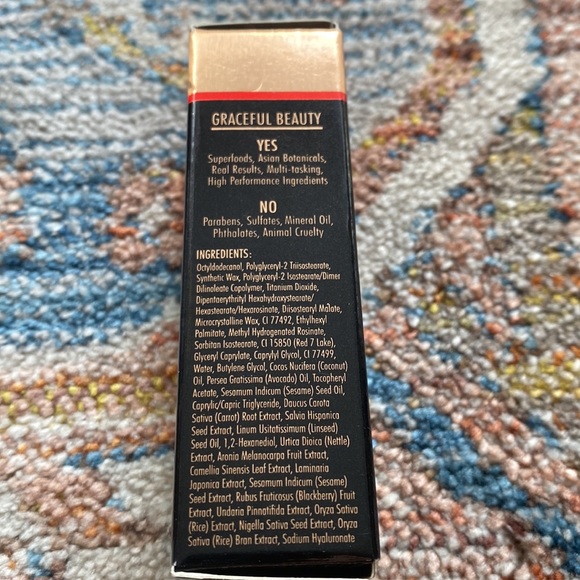 GRACEFUL BEAUTY
YES
Superfoods, Asian Botanicals,
Real Results, Multi-tasking,
High Performance Ingredients
NO
Parabens, Sulfates, Mineral Oil,
Phthalates, Animal Cruelty
INGREDIENTS:
Octyldodecanol, Polyglyceryl-2 Triisostearate,
Synthetic Wax, Polyglyceryl-2 Isostearate/Dimer
Dilinoleate Copolymer, Titanium Dioxide,
Dipentaerythrityl Hexahydroxystearate/
Hexastearate/Hexarosinate, Diisostearyl Malate,
Microcrystalline Wax, CI 77492, Ethylhexyl
Palmitate, Methyl Hydrogenated Rosinate,
Sorbitan Isostearate, CI 15850 (Red 7 Lake),
Glyceryl Caprylate, Caprylyl Glycol, CI 77499,
Water, Butylene Glycol, Cocos Nucifera (Coconut)
Oil, Persea Gratissima (Avocado) Oil, Tocopheryl
Acetate, Sesamum Indicum (Sesame) Seed Oil,
Caprylic/Capric Triglyceride, Daucus Carota
Sativa (Carrot) Root Extract, Salvia Hispanica
Seed Extract, Linum Usitatissimum (Linseed)
Seed Oil, 1,2-Hexanediol, Urtica Dioica (Nettle)
Extract, Aronia Melanocarpa Fruit Extract,
Camellia Sinensis Leaf Extract, Laminaria
Japonica Extract, Sesamum Indicum (Sesame)
Seed Extract, Rubus Fruticosus (Blackberry) Fruit
Extract, Undaria Pinnatifida Extract, Oryza Sativa
(Rice) Extract, Nigella Sativa Seed Extract, Oryza
Sativa (Rice) Bran Extract, Sodium Hyaluronate